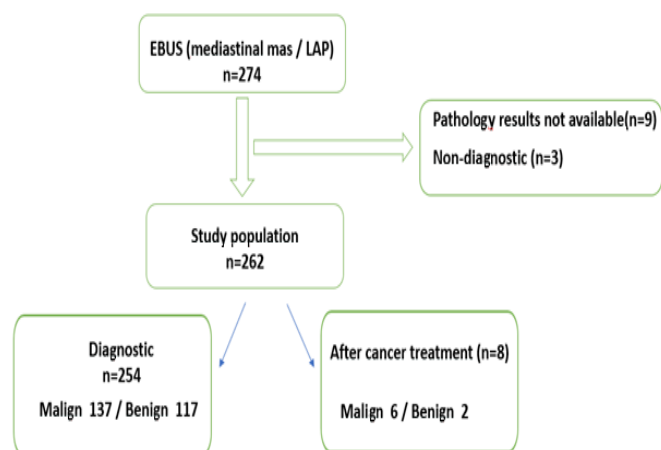 EBUS (mediastinal mas / LAP)
n=274
Pathology results not available(n=9)
Non-diagnostic (n=3)
Study population
n=262
Diagnostic
n=254
Malign 137 / Benign 117
After cancer treatment (n=8)
Malign 6 / Benign 2